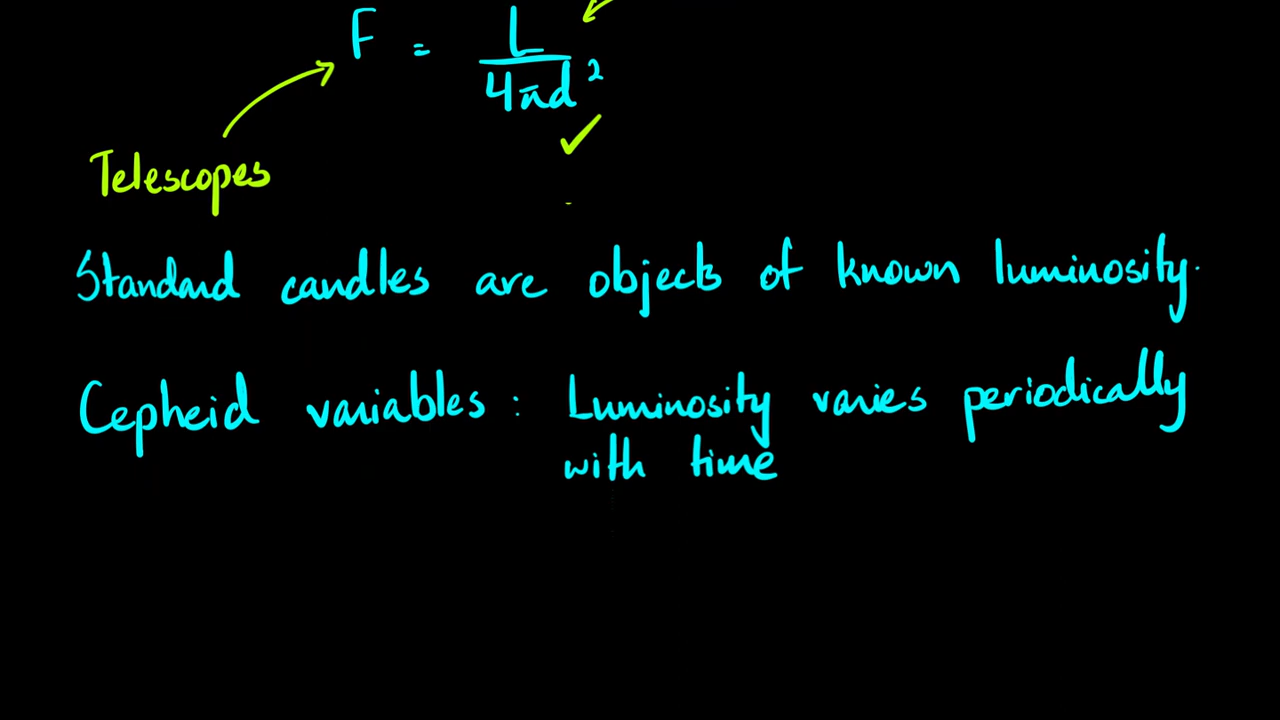 F = L / 4πd²
Telescopes
Standard candles are objects of known luminosity.
Cepheid variables : Luminosity varies periodically
with time